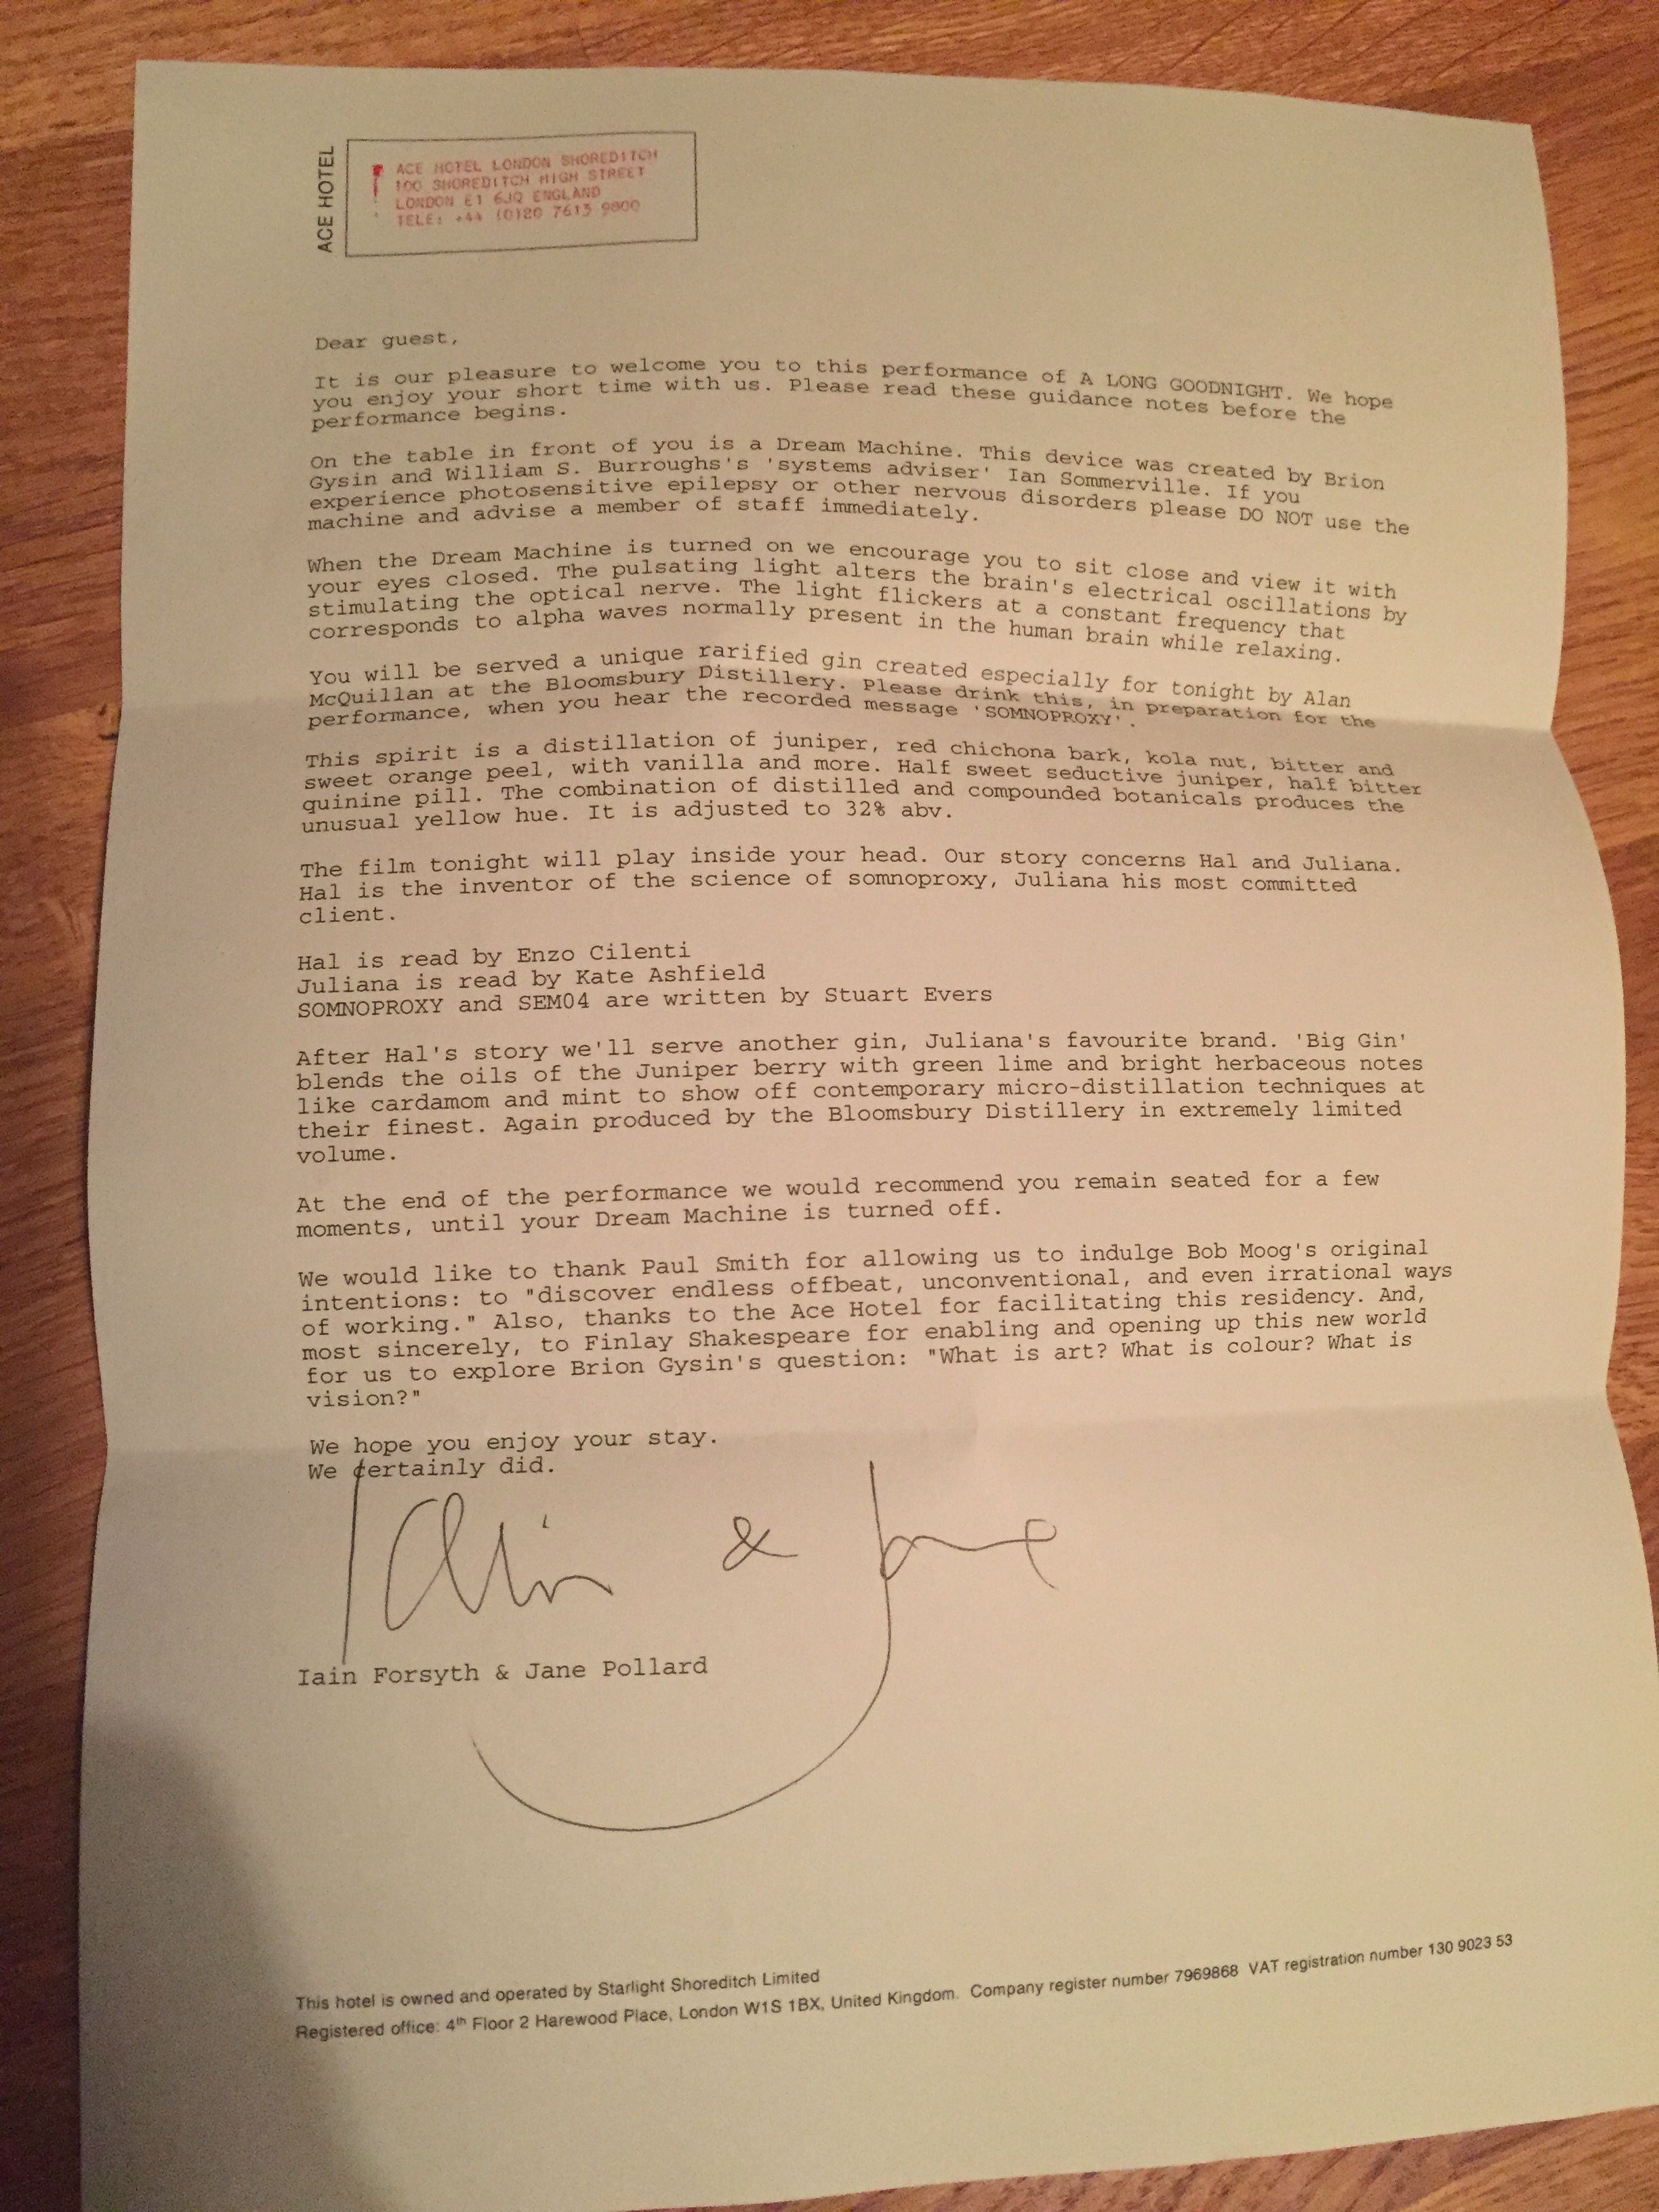 ACE HOTEL
ACE HOTEL LONDON SHOREDITCH
100 SHOREDITCH HIGH STREET
LONDON E1 6JQ ENGLAND
TELE: +44 (0)20 7613 9800
Dear guest,
It is our pleasure to welcome you to this performance of A LONG GOODNIGHT. We hope
you enjoy your short time with us. Please read these guidance notes before the
performance begins.
On the table in front of you is a Dream Machine. This device was created by Brion
Gysin and William S. Burroughs's 'systems adviser' Ian Sommerville. If you
experience photosensitive epilepsy or other nervous disorders please DO NOT use the
machine and advise a member of staff immediately.
When the Dream Machine is turned on we encourage you to sit close and view it with
your eyes closed. The pulsating light alters the brain's electrical oscillations by
stimulating the optical nerve. The light flickers at a constant frequency that
corresponds to alpha waves normally present in the human brain while relaxing.
You will be served a unique rarified gin created especially for tonight by Alan
McQuillan at the Bloomsbury Distillery. Please drink this, in preparation for the
performance, when you hear the recorded message 'SOMNOPROXY'.
This spirit is a distillation of juniper, red chichona bark, kola nut, bitter and
sweet orange peel, with vanilla and more. Half sweet seductive juniper, half bitter
quinine pill. The combination of distilled and compounded botanicals produces the
unusual yellow hue. It is adjusted to 32% abv.
The film tonight will play inside your head. Our story concerns Hal and Juliana.
Hal is the inventor of the science of somnoproxy, Juliana his most committed
client.
Hal is read by Enzo Cilenti
Juliana is read by Kate Ashfield
SOMNOPROXY and SEM04 are written by Stuart Evers
After Hal's story we'll serve another gin, Juliana's favourite brand. 'Big Gin'
blends the oils of the Juniper berry with green lime and bright herbaceous notes
like cardamom and mint to show off contemporary micro-distillation techniques at
their finest. Again produced by the Bloomsbury Distillery in extremely limited
volume.
At the end of the performance we would recommend you remain seated for a few
moments, until your Dream Machine is turned off.
We would like to thank Paul Smith for allowing us to indulge Bob Moog's original
intentions: to "discover endless offbeat, unconventional, and even irrational ways
of working." Also, thanks to the Ace Hotel for facilitating this residency. And,
most sincerely, to Finlay Shakespeare for enabling and opening up this new world
for us to explore Brion Gysin's question: "What is art? What is colour? What is
vision?"
We hope you enjoy your stay.
We certainly did.
Iain & Jane
Iain Forsyth & Jane Pollard
This hotel is owned and operated by Starlight Shoreditch Limited
Registered office: 4th Floor 2 Harewood Place, London W1S 1BX, United Kingdom. Company register number 7969868 VAT registration number 130 9023 53